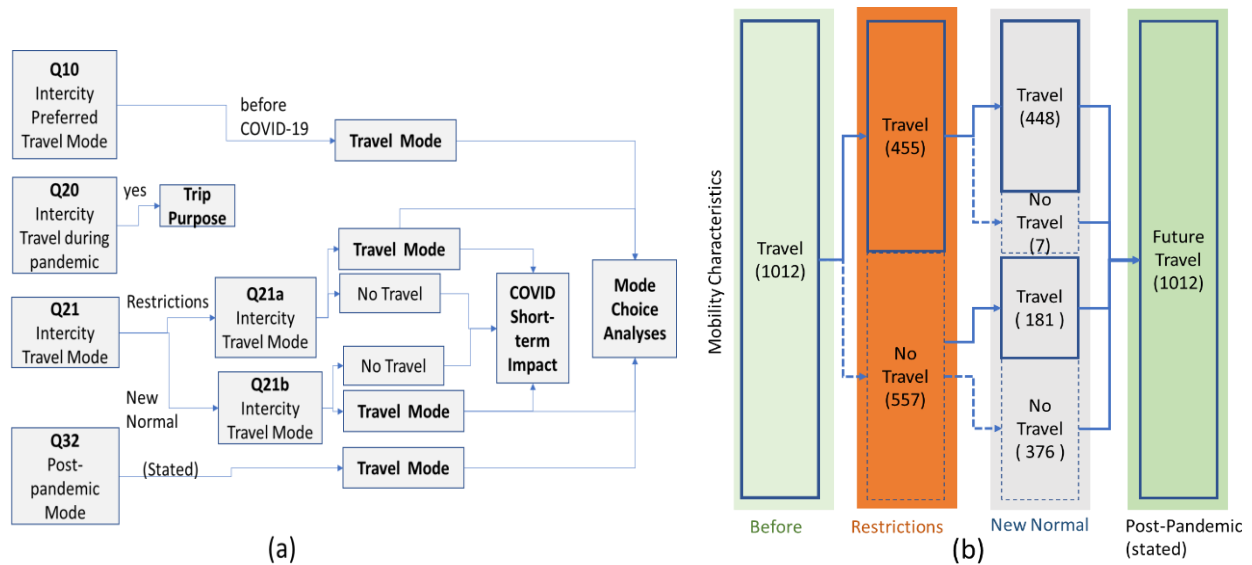 Q10
Intercity
Preferred
Travel Mode
before
COVID-19
Travel Mode
Q20
Intercity
Travel during
pandemic
yes
Trip
Purpose
Q21
Intercity
Travel Mode
Restrictions
Q21a
Intercity
Travel Mode
Travel Mode
No Travel
New
Normal
Q21b
Intercity
Travel Mode
No Travel
Travel Mode
COVID
Short-
term
Impact
Mode
Choice
Analyses
Q32
Post-
pandemic
Mode
(Stated)
Travel Mode
(a)
Mobility Characteristics
Travel
(1012)
Before
Travel
(455)
No
Travel
(557)
Restrictions
Travel
(448)
No
Travel
(7)
Travel
( 181 )
No
Travel
( 376 )
New Normal
Future
Travel
(1012)
Post-Pandemic
(stated)
(b)